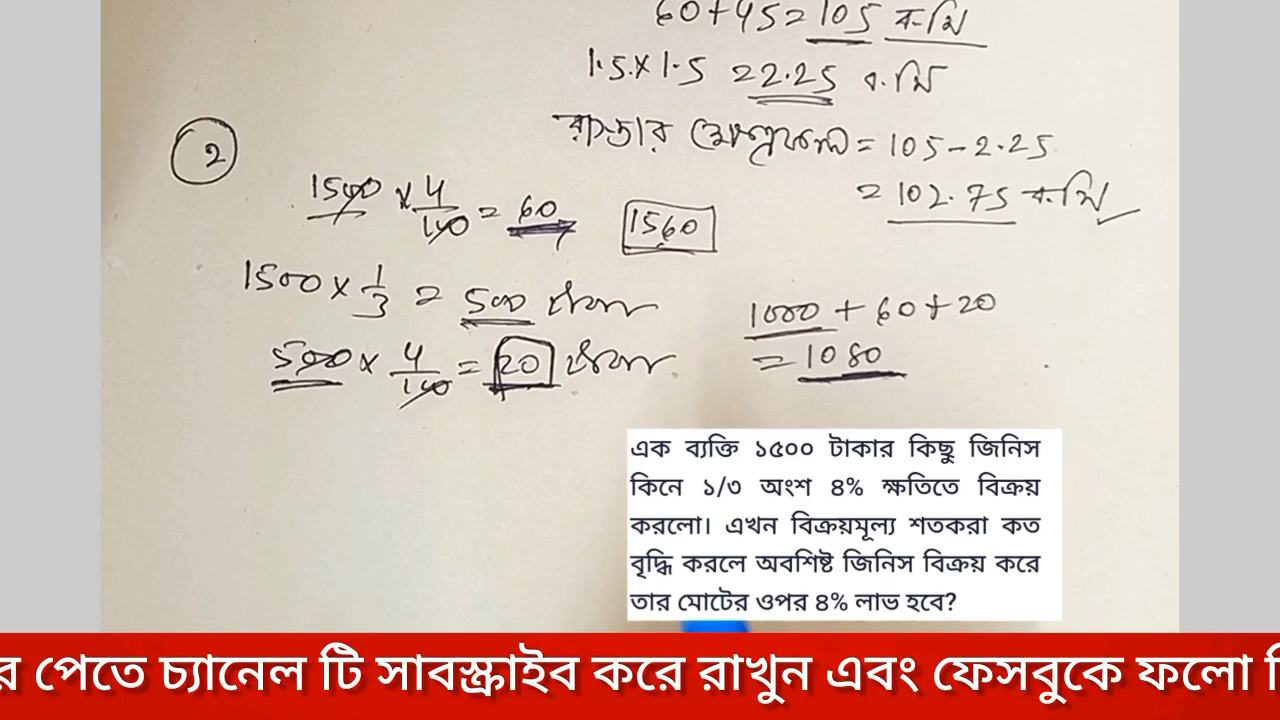 60+45=105 ব.মি
1.5×1.5 =2.25 ব.মি
রাস্তার ক্ষেত্রফল = 105-2.25
= 102.75 ব.মি
2
1500 × 4/100 = 60
1560
1500 × 1/3 = 500 টাকার
1000 + 60+20
500 × 4/100 = 20 টাকার
= 1080
এক ব্যক্তি ১৫০০ টাকার কিছু জিনিস
কিনে ১/৩ অংশ ৪% ক্ষতিতে বিক্রয়
করলো। এখন বিক্রয়মূল্য শতকরা কত
বৃদ্ধি করলে অবশিষ্ট জিনিস বিক্রয় করে
তার মোটের ওপর ৪% লাভ হবে?
র পেতে চ্যানেল টি সাবস্ক্রাইব করে রাখুন এবং ফেসবুকে ফলো